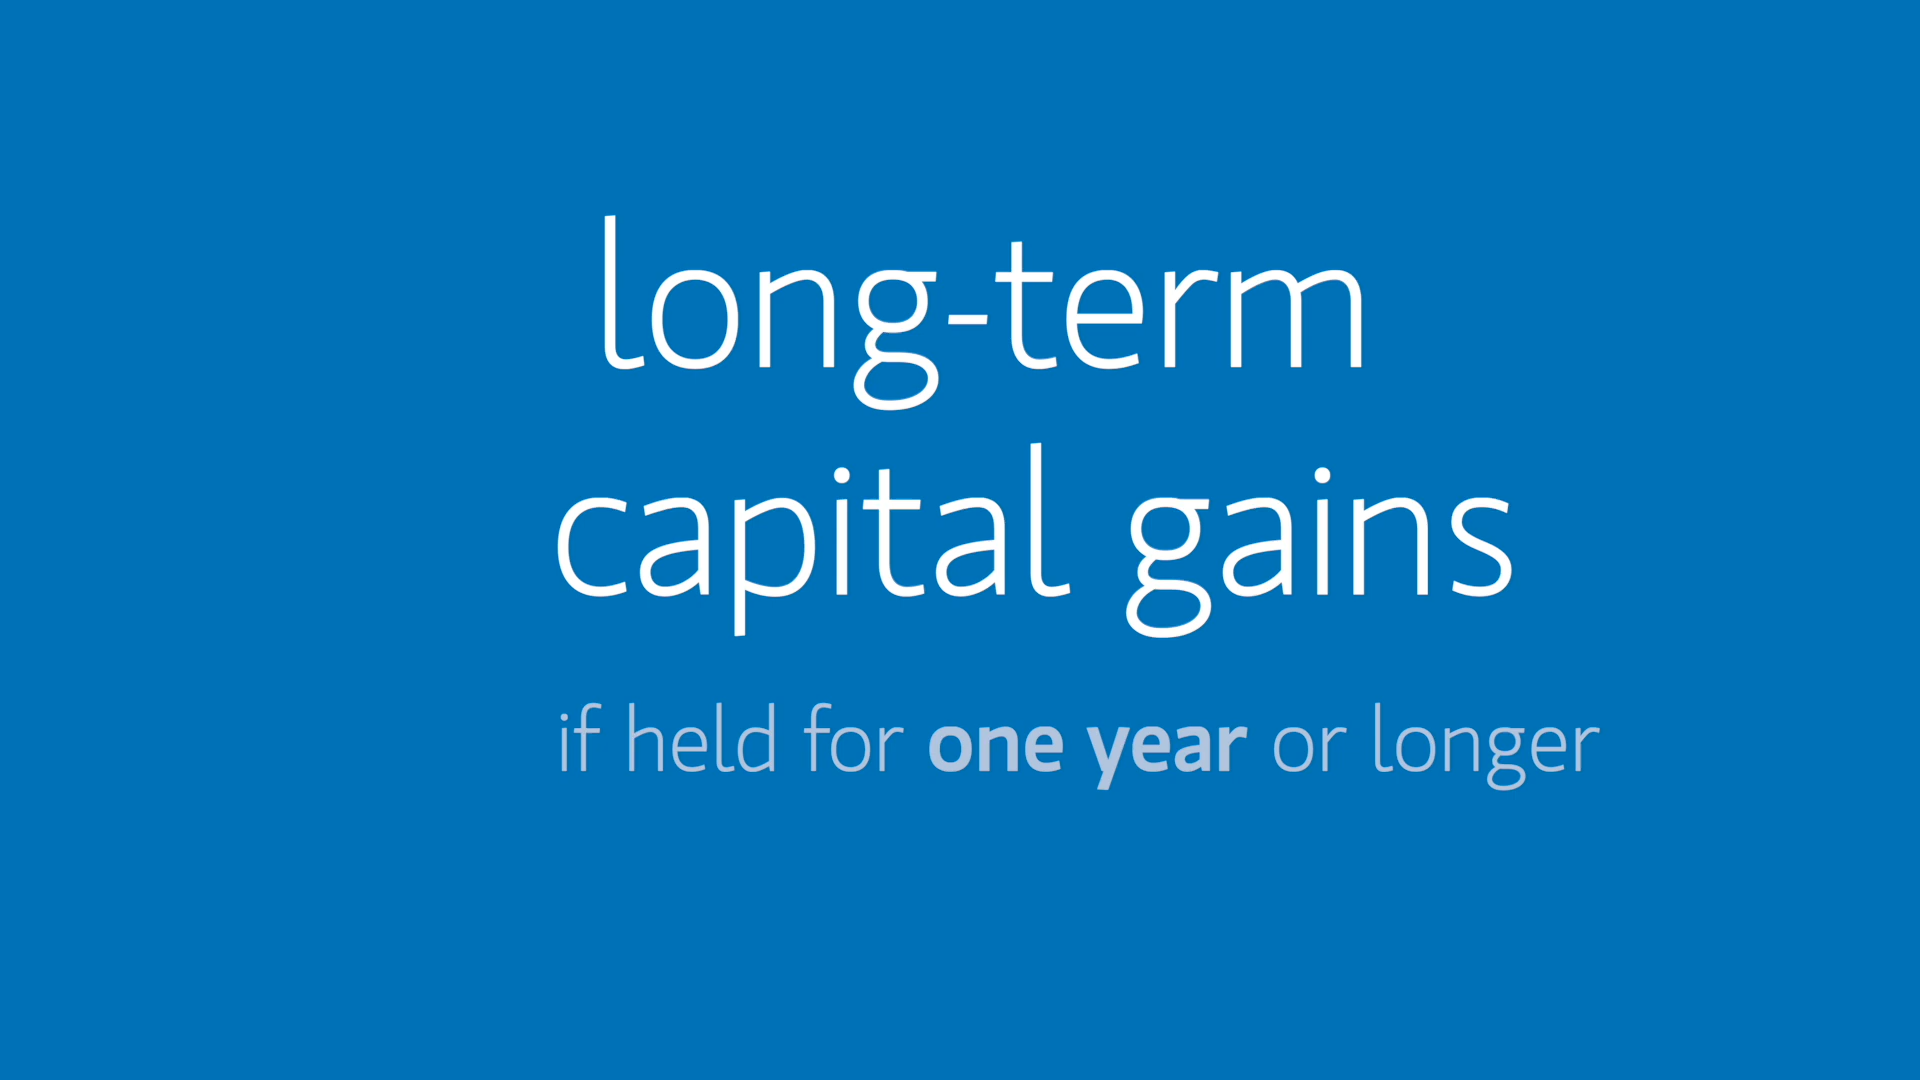 long-term
capital gains
if held for one year or longer